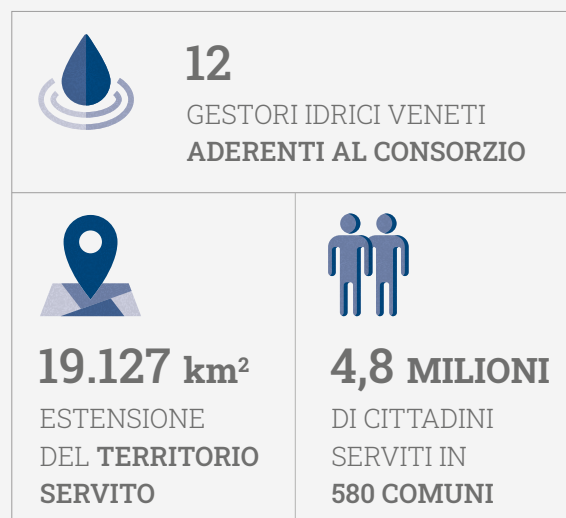 12
GESTORI IDRICI VENETI
ADERENTI AL CONSORZIO
19.127 km²
ESTENSIONE
DEL TERRITORIO
SERVITO
4,8 MILIONI
DI CITTADINI
SERVITI IN
580 COMUNI